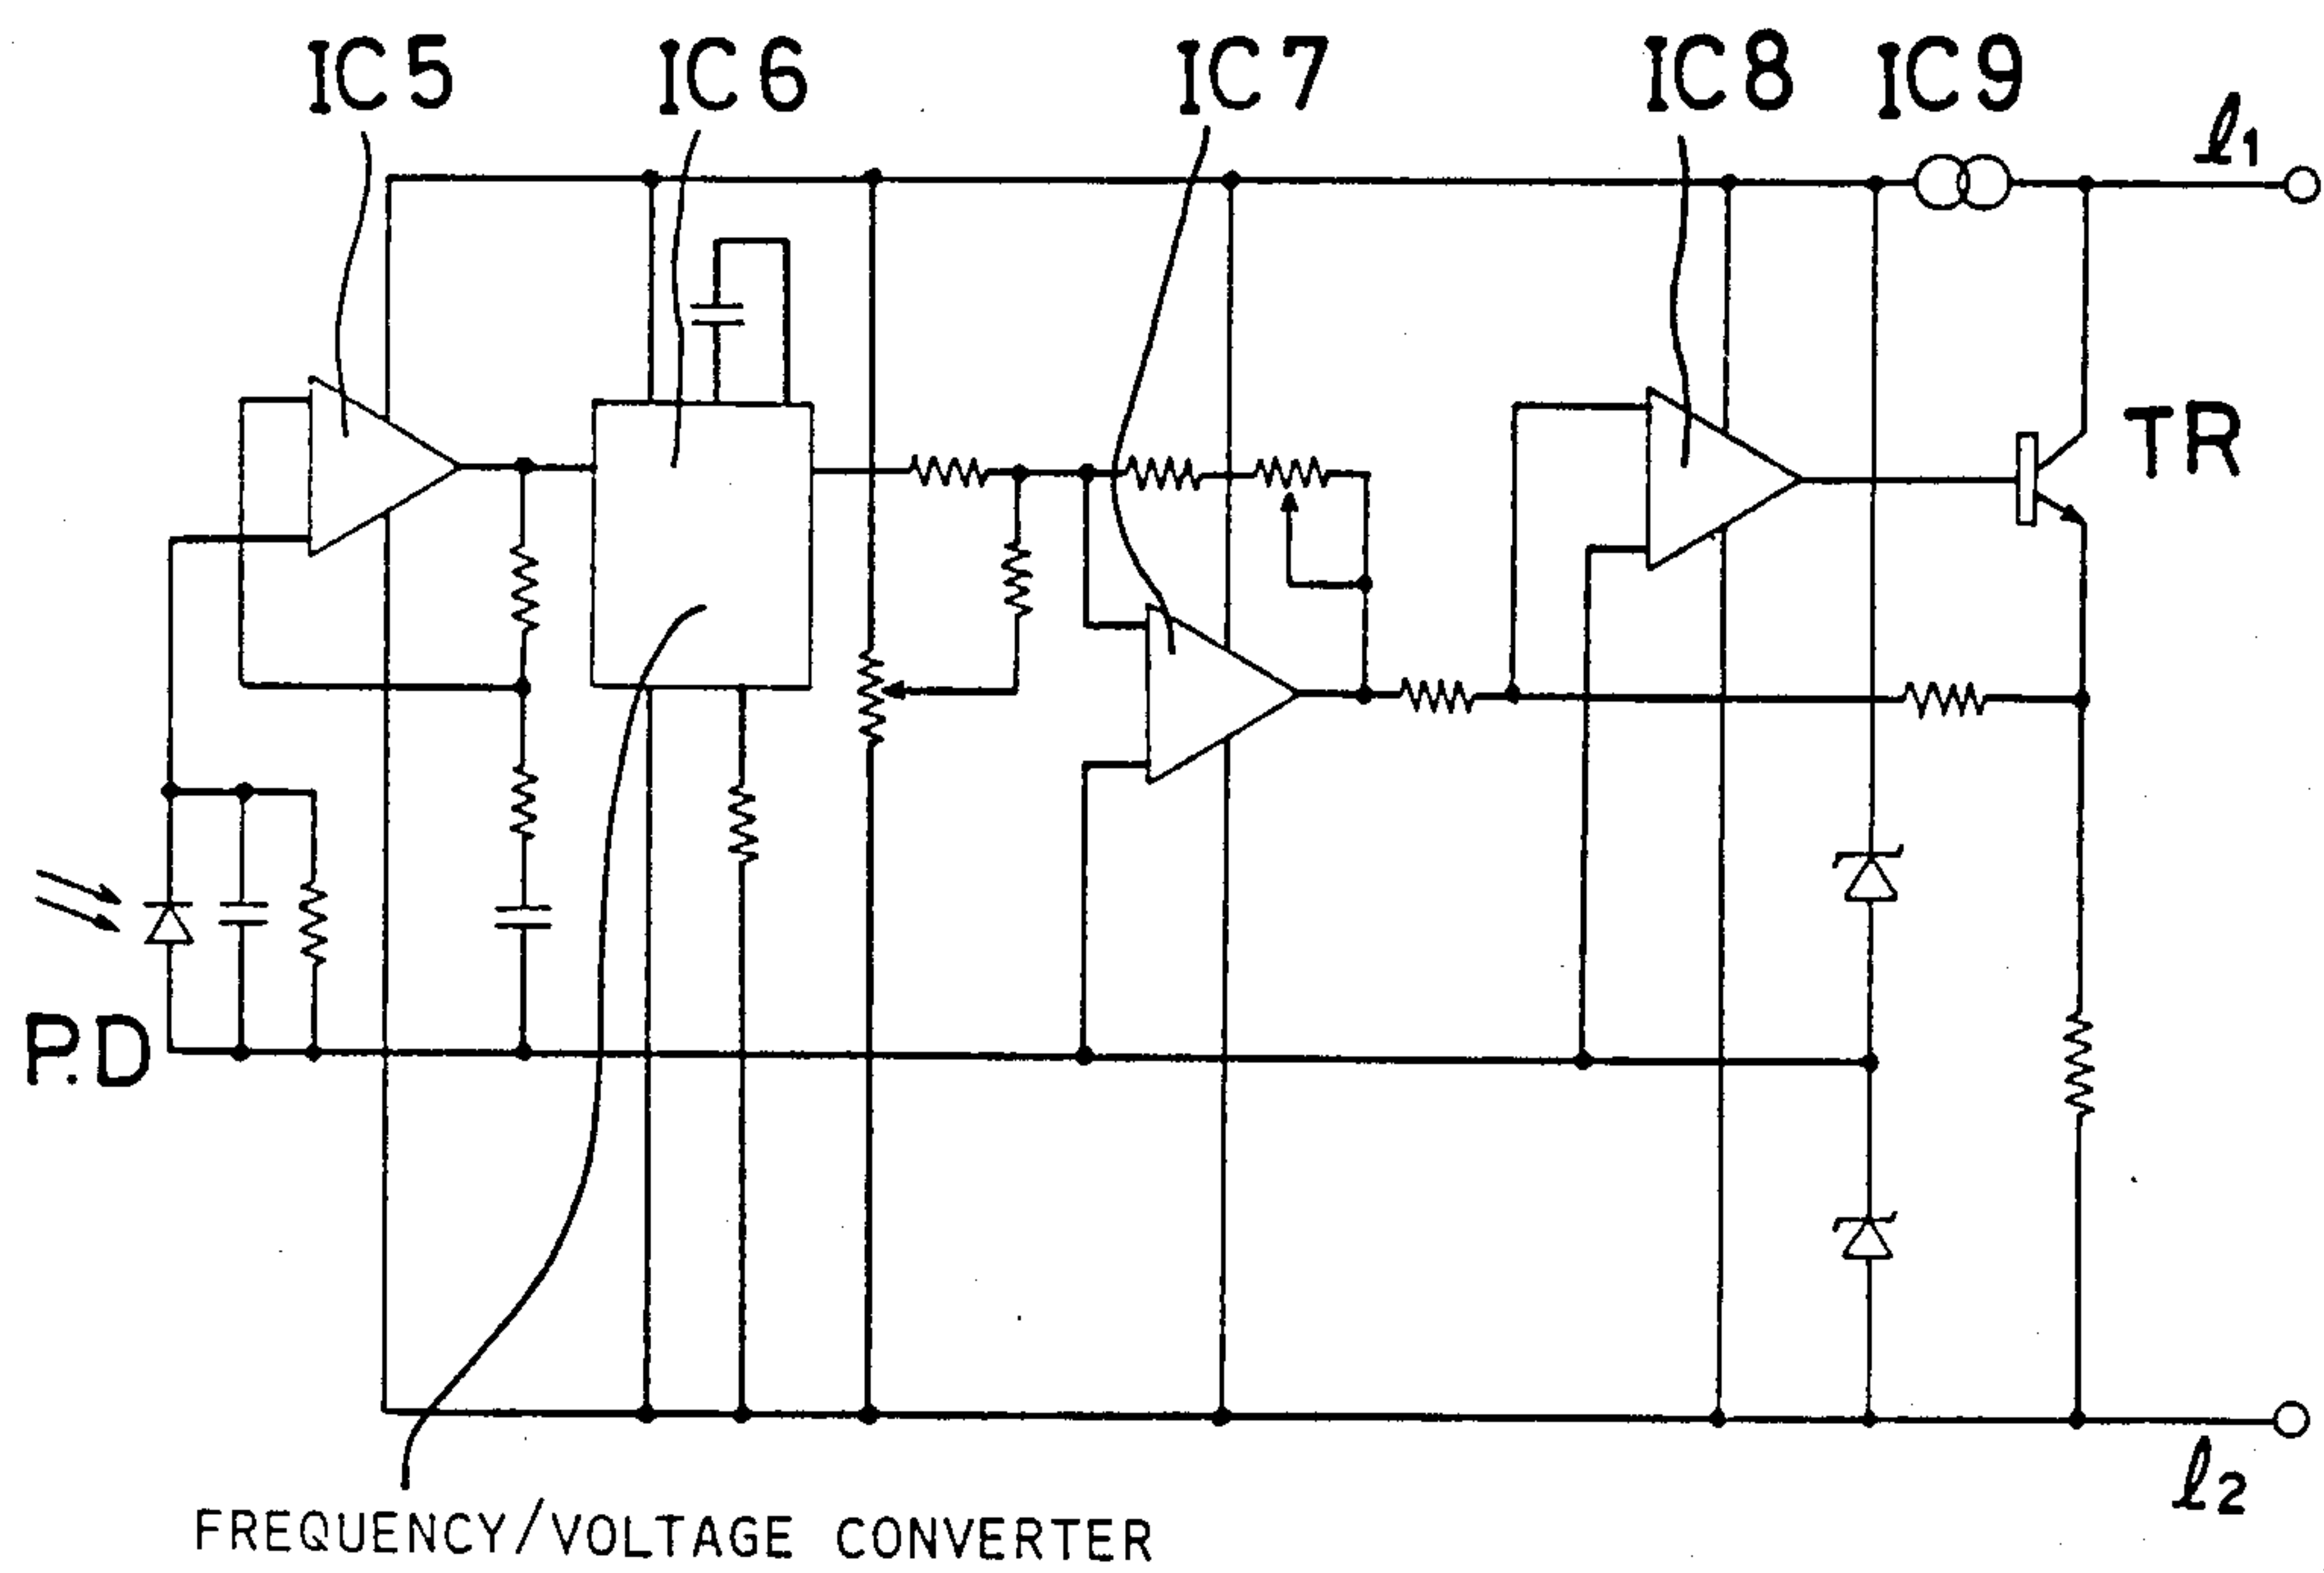 IC5 IC6 IC7 IC8 IC9
ℓ1
TR
P.D
ℓ2
FREQUENCY/VOLTAGE CONVERTER